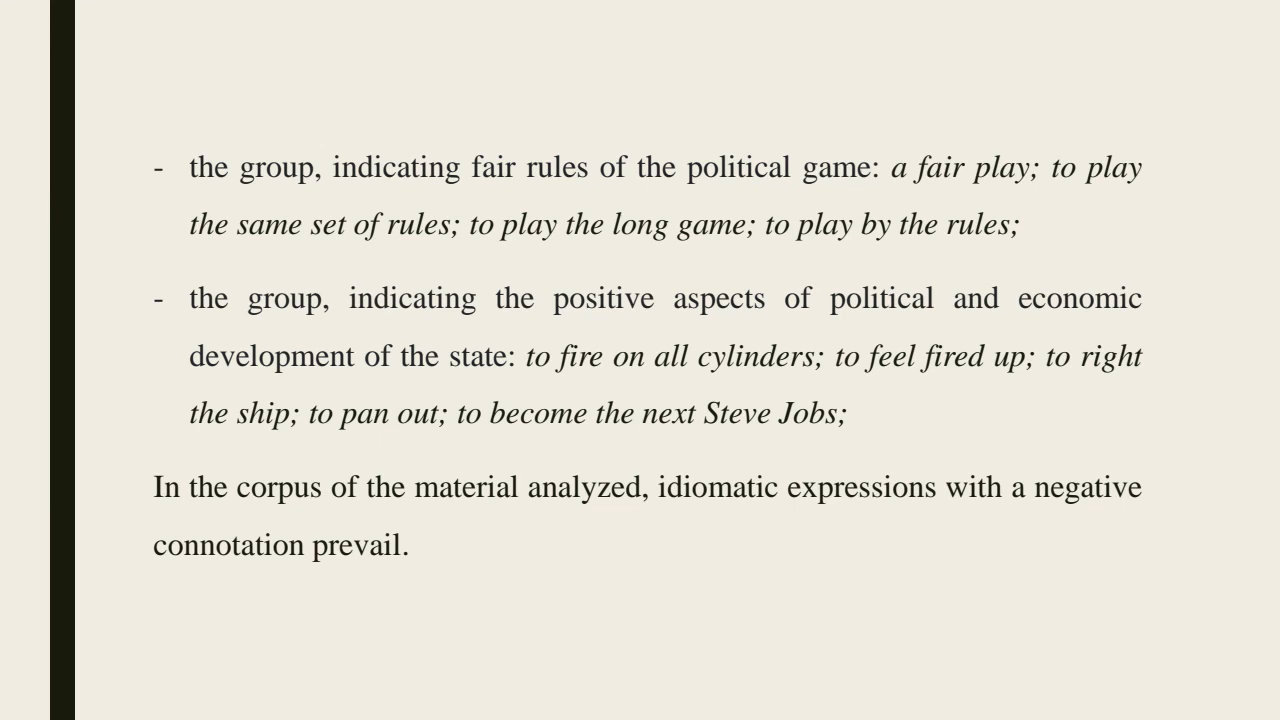 - the group, indicating fair rules of the political game: a fair play; to play
the same set of rules; to play the long game; to play by the rules;
- the group, indicating the positive aspects of political and economic
development of the state: to fire on all cylinders; to feel fired up; to right
the ship; to pan out; to become the next Steve Jobs;
In the corpus of the material analyzed, idiomatic expressions with a negative
connotation prevail.